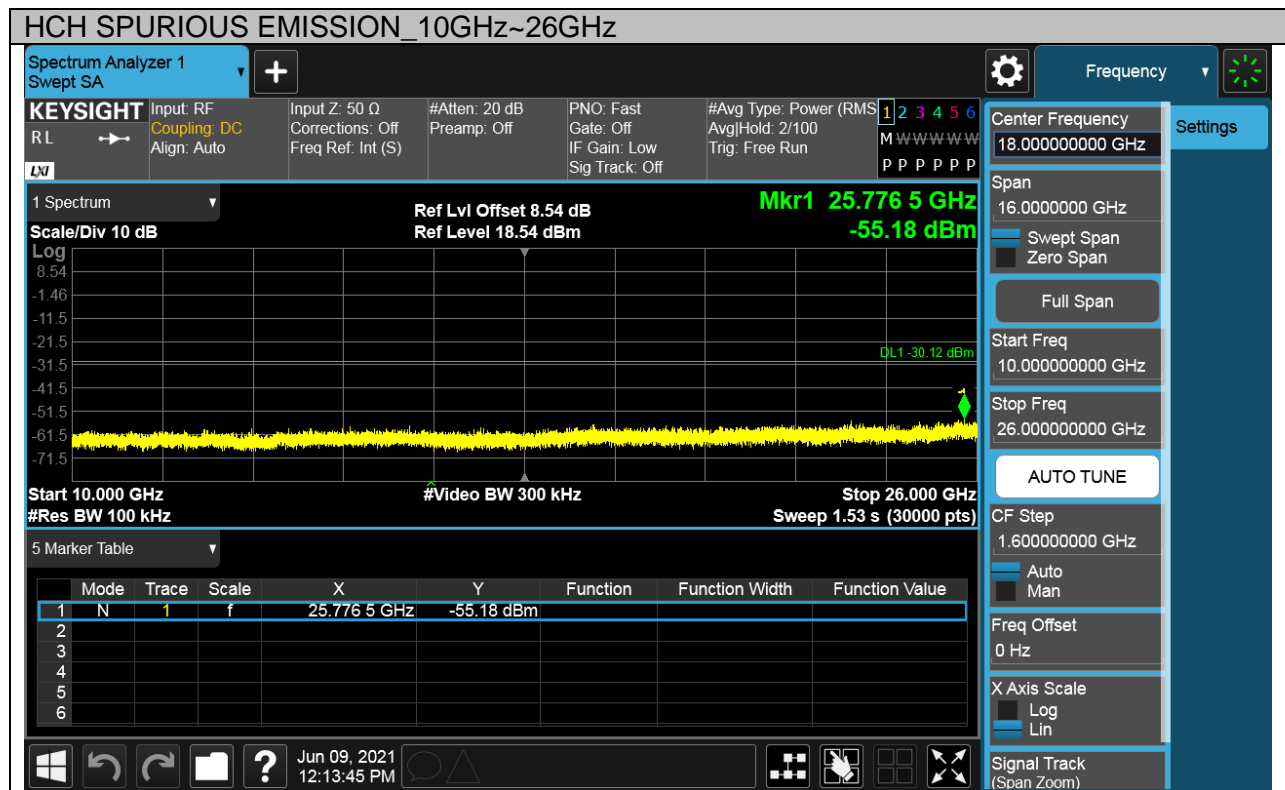 HCH SPURIOUS EMISSION_10GHz~26GHz
Spectrum Analyzer 1
Swept SA
Frequency
KEYSIGHT
RL
LXI
Input: RF
Coupling: DC
Align: Auto
Input Z: 50 Ω
Corrections: Off
Freq Ref: Int (S)
#Atten: 20 dB
Preamp: Off
PNO: Fast
Gate: Off
IF Gain: Low
Sig Track: Off
#Avg Type: Power (RMS
Avg|Hold: 2/100
Trig: Free Run
1 2 3 4 5 6
M W W W W W
P P P P P P
1 Spectrum
Scale/Div 10 dB
Ref Lvl Offset 8.54 dB
Ref Level 18.54 dBm
Mkr1 25.776 5 GHz
-55.18 dBm
Log
8.54
-1.46
-11.5
-21.5
-31.5
-41.5
-51.5
-61.5
-71.5
DL1 -30.12 dBm
1
Start 10.000 GHz
#Video BW 300 kHz
Stop 26.000 GHz
#Res BW 100 kHz
Sweep 1.53 s (30000 pts)
5 Marker Table
Mode Trace Scale X Y Function Function Width Function Value
1 N 1 f 25.776 5 GHz -55.18 dBm
2
3
4
5
6
?
Jun 09, 2021
12:13:45 PM
Center Frequency
18.000000000 GHz
Settings
Span
16.0000000 GHz
Swept Span
Zero Span
Full Span
Start Freq
10.000000000 GHz
Stop Freq
26.000000000 GHz
AUTO TUNE
CF Step
1.600000000 GHz
Auto
Man
Freq Offset
0 Hz
X Axis Scale
Log
Lin
Signal Track
(Span Zoom)